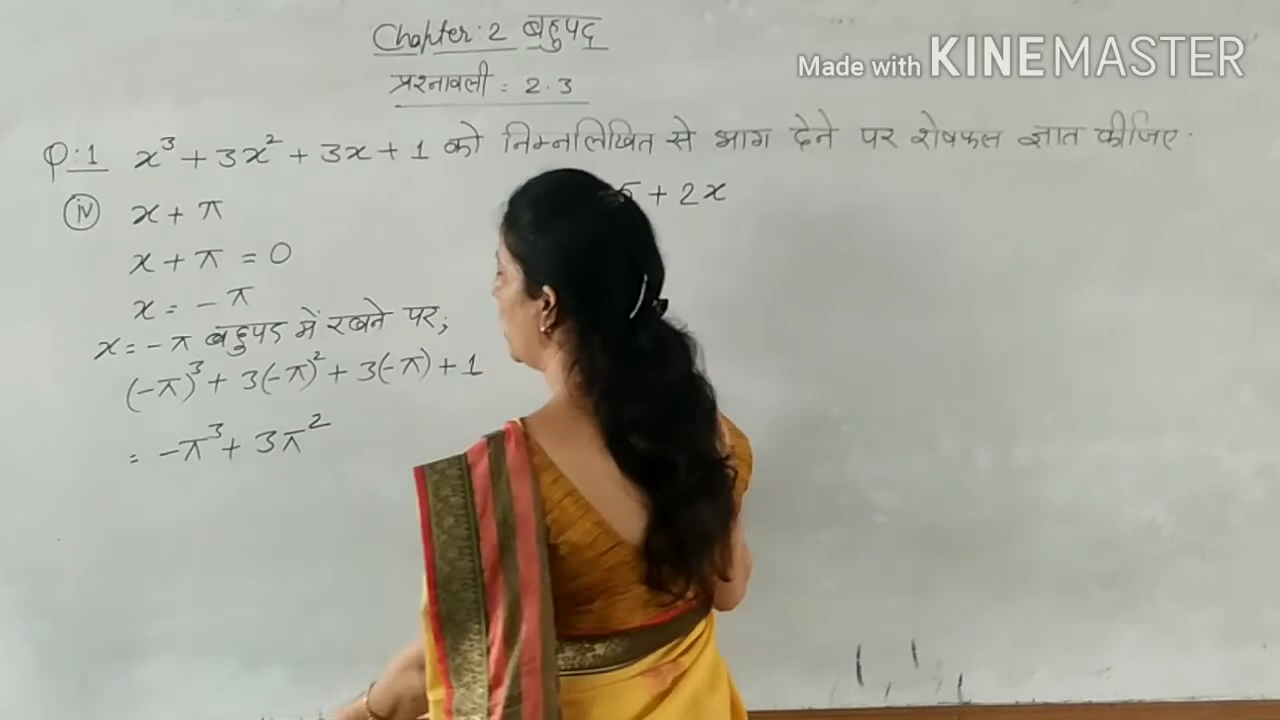 Chapter: 2 बहुपद
प्रश्नावली : 2.3
Made with KINEMASTER
Q:1 x³ + 3x² + 3x + 1 को निम्नलिखित से भाग देने पर शेषफल ज्ञात कीजिए.
(iv) x + π
5 + 2x
x + π = 0
x = - π
x = - π बहुपद में रखने पर;
(-π)³ + 3(-π)² + 3(-π) + 1
= -π³ + 3π²